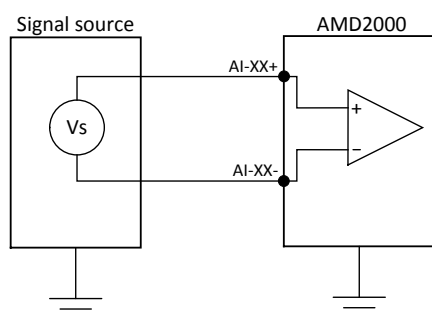 Signal source
AMD2000
AI-XX+
Vs
+
−
AI-XX-